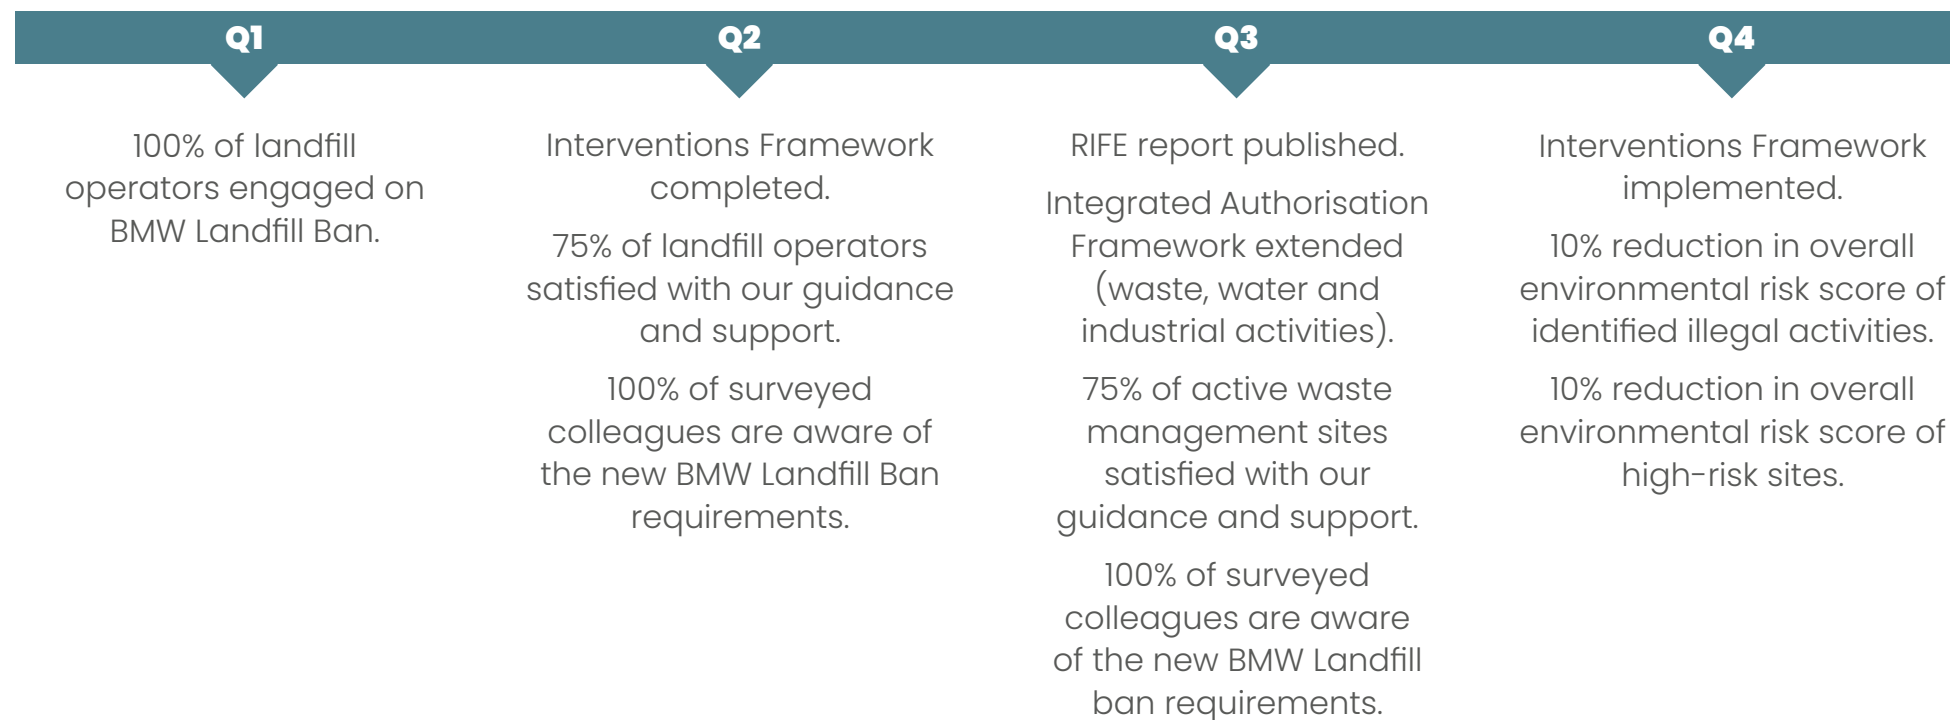 Q1
100% of landfill
operators engaged on
BMW Landfill Ban.
Q2
Interventions Framework
completed.
75% of landfill operators
satisfied with our guidance
and support.
100% of surveyed
colleagues are aware of
the new BMW Landfill Ban
requirements.
Q3
RIFE report published.
Integrated Authorisation
Framework extended
(waste, water and
industrial activities).
75% of active waste
management sites
satisfied with our
guidance and support.
100% of surveyed
colleagues are aware
of the new BMW Landfill
ban requirements.
Q4
Interventions Framework
implemented.
10% reduction in overall
environmental risk score of
identified illegal activities.
10% reduction in overall
environmental risk score of
high-risk sites.